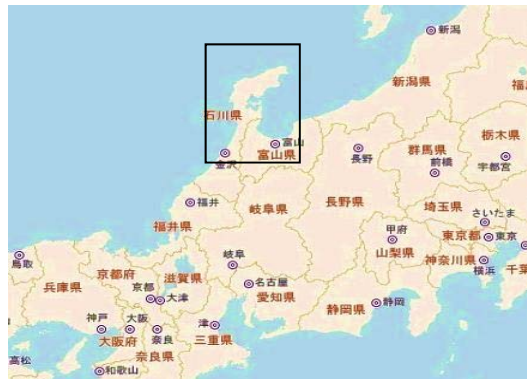 新潟
新潟県
福
石川県
栃木県
富山
群馬県
金沢
富山県
長野
前橋
宇都宮
福井
岐阜県
長野県
埼玉県
さいたま
福井県
甲府
東京都
東京
鳥取
岐阜
山梨県
神奈川県
横浜
千葉
京都府
滋賀県
兵庫県
京都
大津
名古屋
愛知県
静岡県
静岡
神戸
大阪
津
大阪府
奈良
三重県
高松
奈良県
和歌山